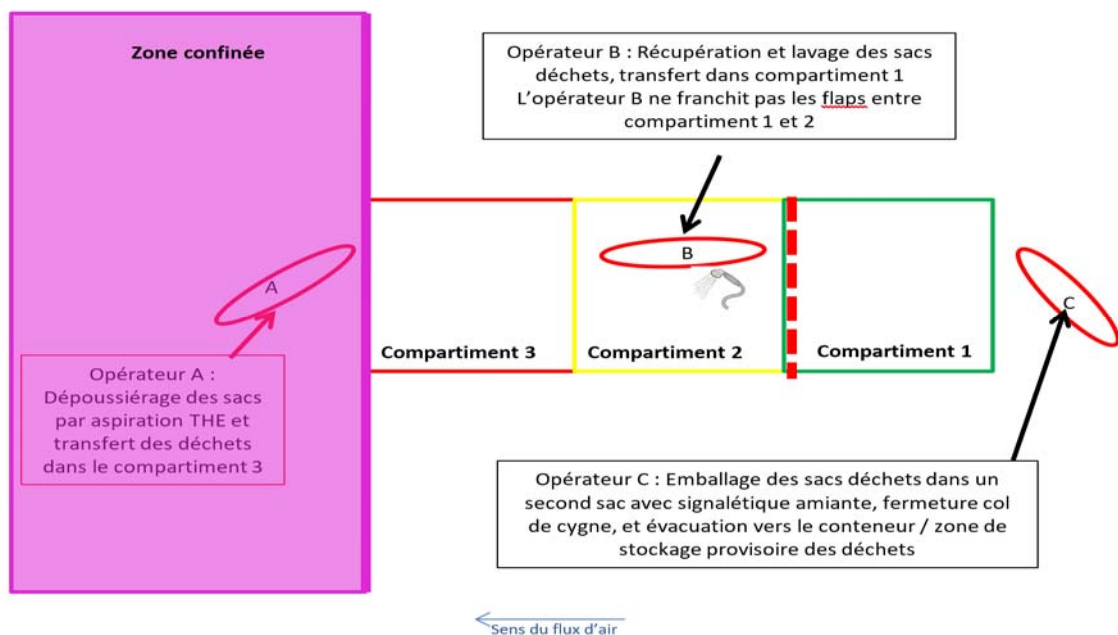 Zone confinée
Opérateur B : Récupération et lavage des sacs
déchets, transfert dans compartiment 1
L'opérateur B ne franchit pas les flaps entre
compartiment 1 et 2
A
B
C
Compartiment 3
Compartiment 2
Compartiment 1
Opérateur A :
Dépoussiérage des sacs
par aspiration THE et
transfert des déchets
dans le compartiment 3
Opérateur C : Emballage des sacs déchets dans un
second sac avec signalétique amiante, fermeture col
de cygne, et évacuation vers le conteneur / zone de
stockage provisoire des déchets
Sens du flux d'air